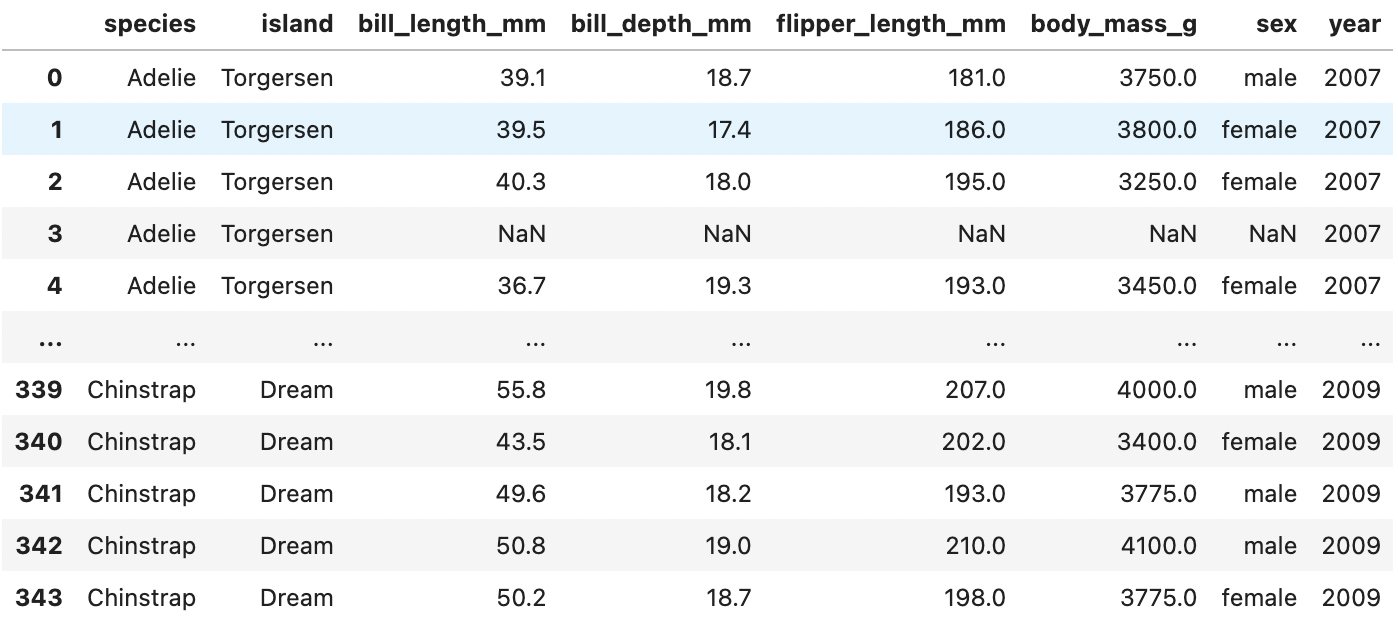 species island bill_length_mm bill_depth_mm flipper_length_mm body_mass_g sex year
0 Adelie Torgersen 39.1 18.7 181.0 3750.0 male 2007
1 Adelie Torgersen 39.5 17.4 186.0 3800.0 female 2007
2 Adelie Torgersen 40.3 18.0 195.0 3250.0 female 2007
3 Adelie Torgersen NaN NaN NaN NaN NaN 2007
4 Adelie Torgersen 36.7 19.3 193.0 3450.0 female 2007
... ... ... ... ... ... ... ... ...
339 Chinstrap Dream 55.8 19.8 207.0 4000.0 male 2009
340 Chinstrap Dream 43.5 18.1 202.0 3400.0 female 2009
341 Chinstrap Dream 49.6 18.2 193.0 3775.0 male 2009
342 Chinstrap Dream 50.8 19.0 210.0 4100.0 male 2009
343 Chinstrap Dream 50.2 18.7 198.0 3775.0 female 2009